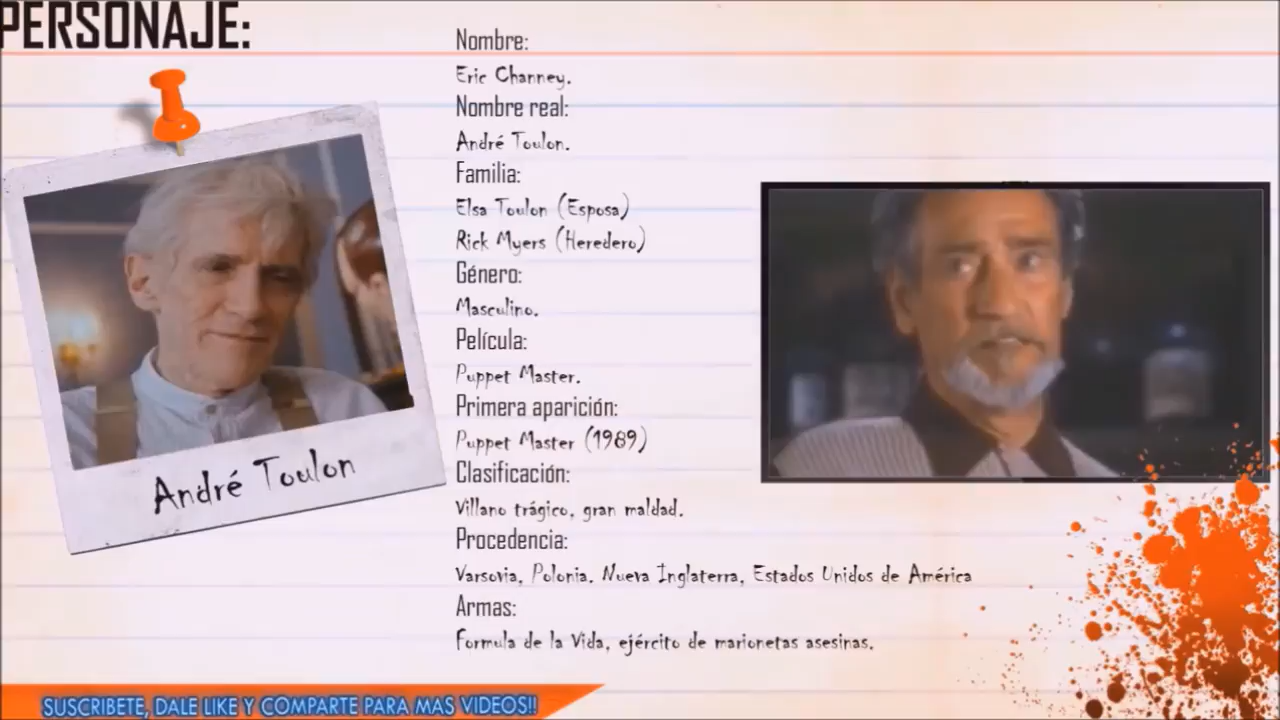 PERSONAJE:
Nombre:
Eric Channey.
Nombre real:
André Toulon.
Familia:
Elsa Toulon (Esposa)
Rick Myers (Heredero)
Género:
Masculino.
Película:
Puppet Master.
Primera aparición:
Puppet Master (1989)
Clasificación:
Villano trágico, gran maldad.
Procedencia:
Varsovia, Polonia. Nueva Inglaterra, Estados Unidos de América
Armas:
Formula de la Vida, ejército de marionetas asesinas.
André Toulon
SUSCRIBETE, DALE LIKE Y COMPARTE PARA MAS VIDEOS!!